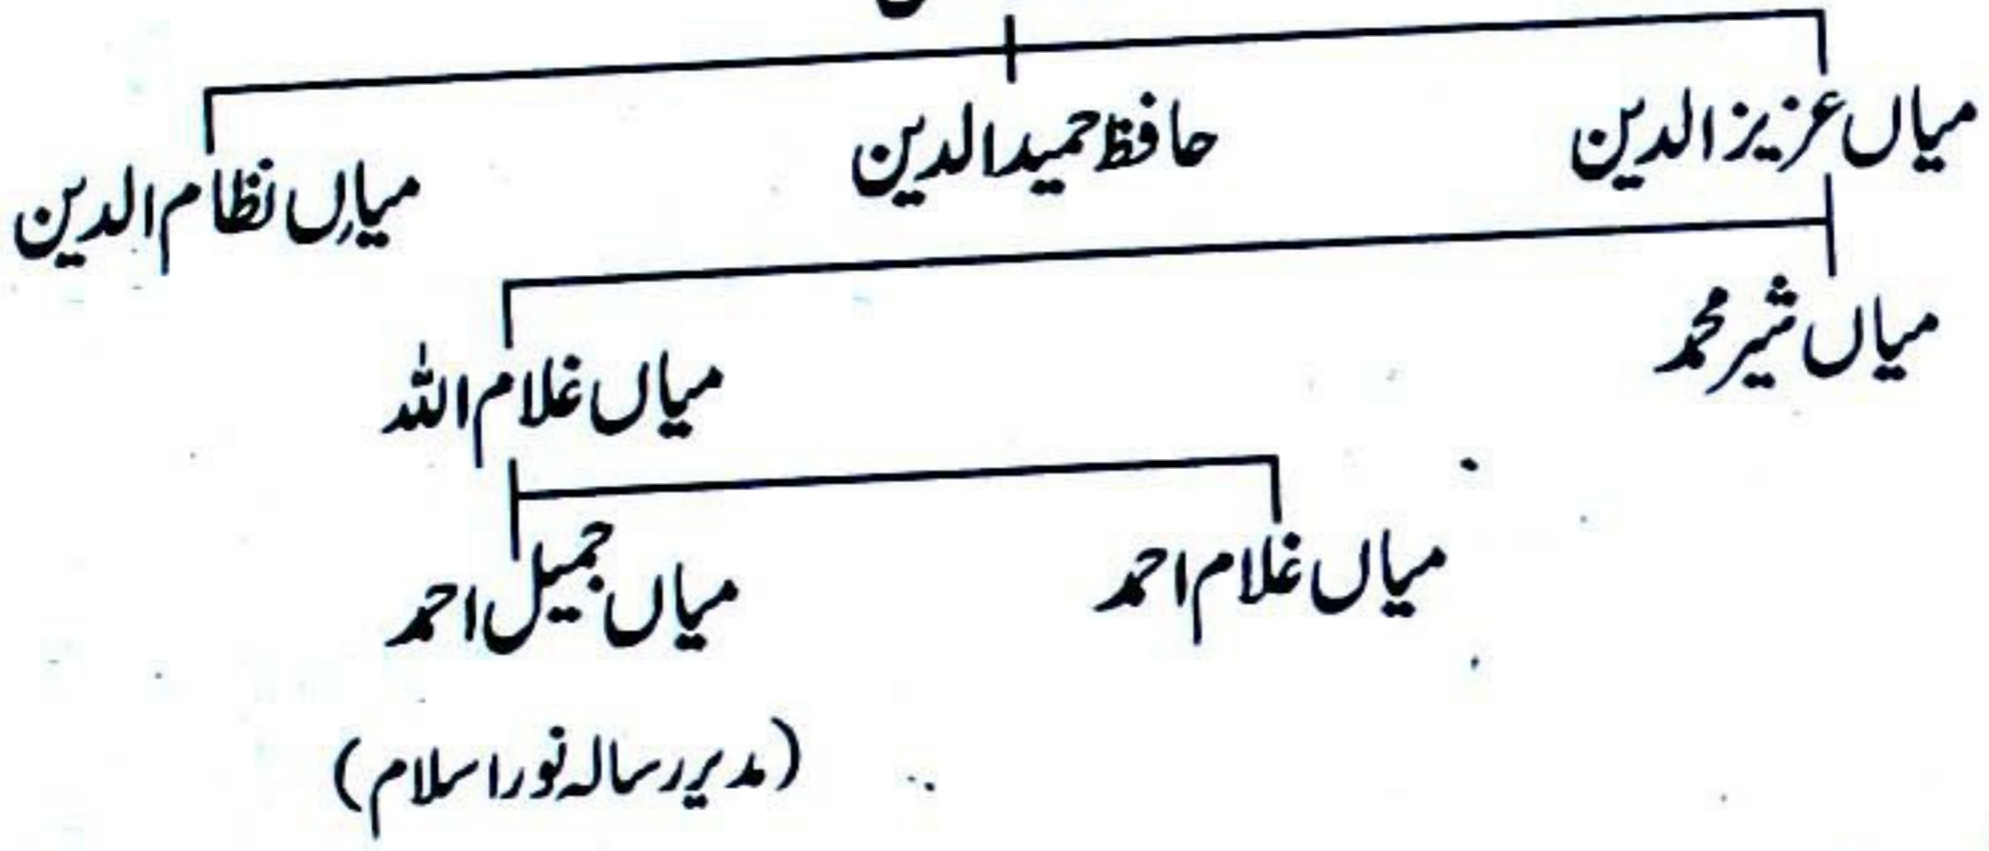 میاں عزیز الدین
حافظ حمید الدین
میاں نظام الدین
میاں شیر محمد
میاں غلام اللہ
میاں غلام احمد
میاں جمیل احمد
(مدیر رسالہ نور اسلام)